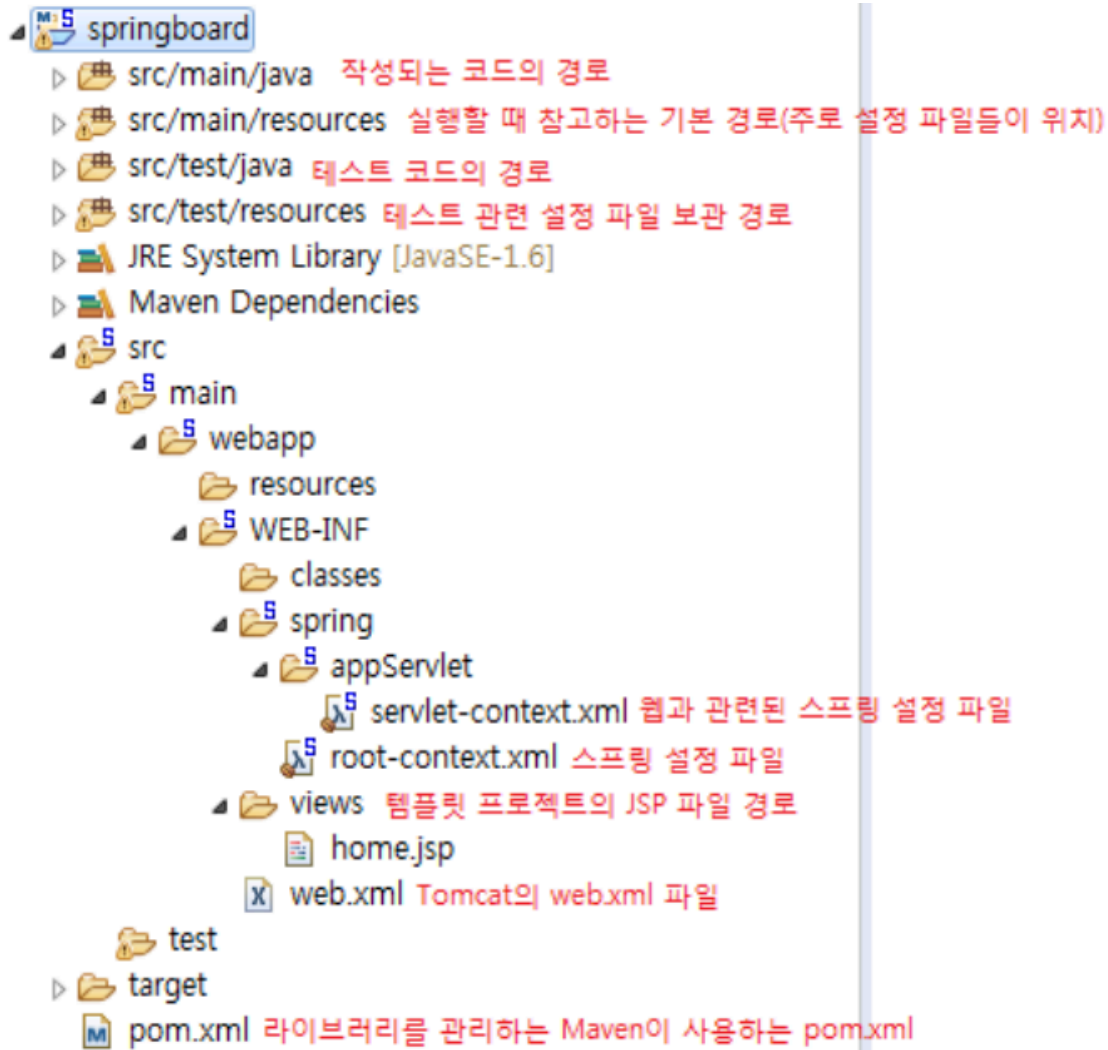 springboard
src/main/java 작성되는 코드의 경로
src/main/resources 실행할 때 참고하는 기본 경로(주로 설정 파일들이 위치)
src/test/java 테스트 코드의 경로
src/test/resources 테스트 관련 설정 파일 보관 경로
JRE System Library [JavaSE-1.6]
Maven Dependencies
src
main
webapp
resources
WEB-INF
classes
spring
appServlet
servlet-context.xml 웹과 관련된 스프링 설정 파일
root-context.xml 스프링 설정 파일
views 템플릿 프로젝트의 JSP 파일 경로
home.jsp
web.xml Tomcat의 web.xml 파일
test
target
pom.xml 라이브러리를 관리하는 Maven이 사용하는 pom.xml